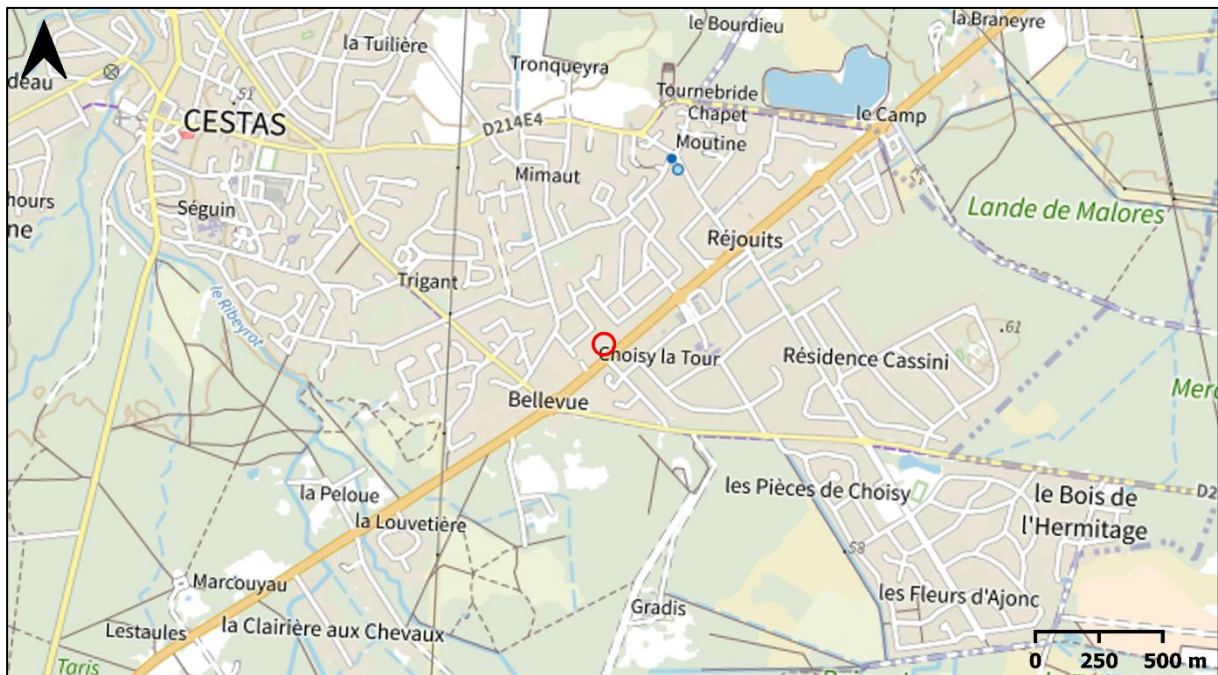 le Bourdieu
la Braneyre
la Tuilière
Tronqueyra
deau
Tournebride
51
CESTAS
D214E4
Chapet
le Camp
Moutine
Mimaut
hours
ne
Séguin
Lande de Malores
Réjouits
Trigant
le Ribeyrot
61
Choisy la Tour
Résidence Cassini
Merc
Bellevue
la Peloue
les Pièces de Choisy
D2
le Bois de
l'Hermitage
la Louvetière
58
Marcouyau
les Fleurs d'Ajonc
Gradis
Lestaules
la Clairière aux Chevaux
Taris
0 250 500 m